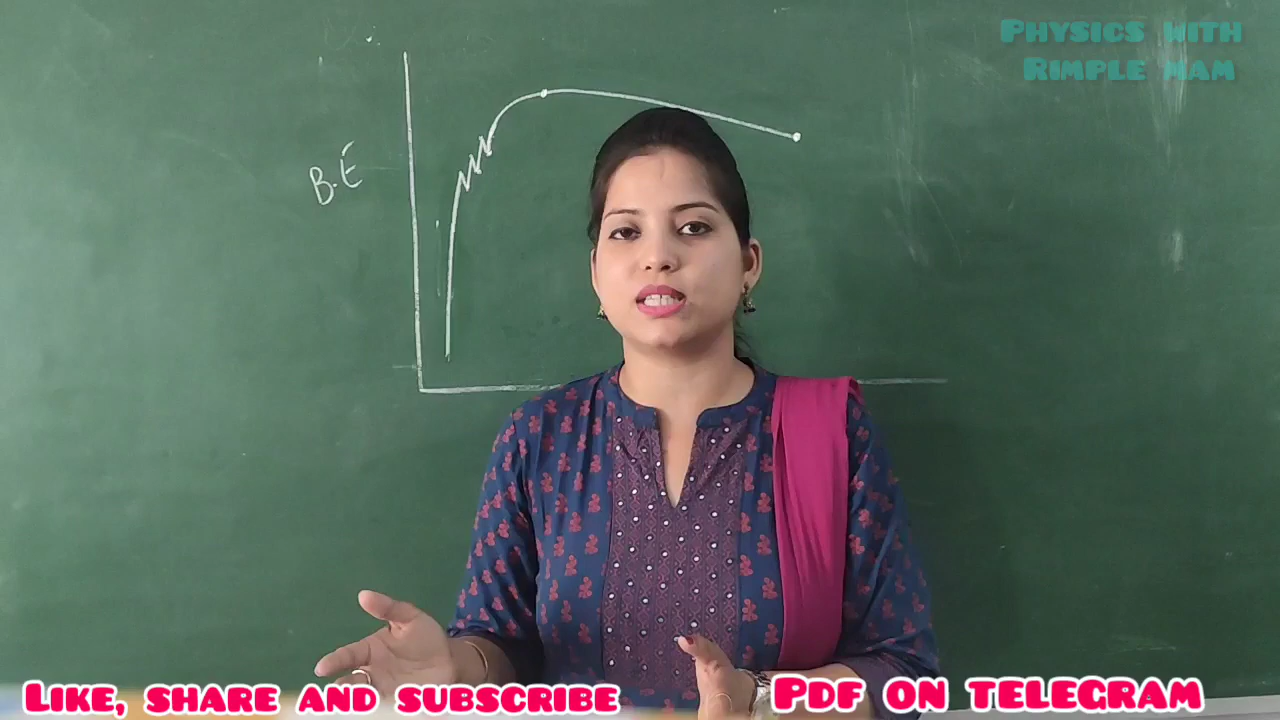 Physics with
Rimple mam
B.E
Like, share and subscribe
Pdf on telegram